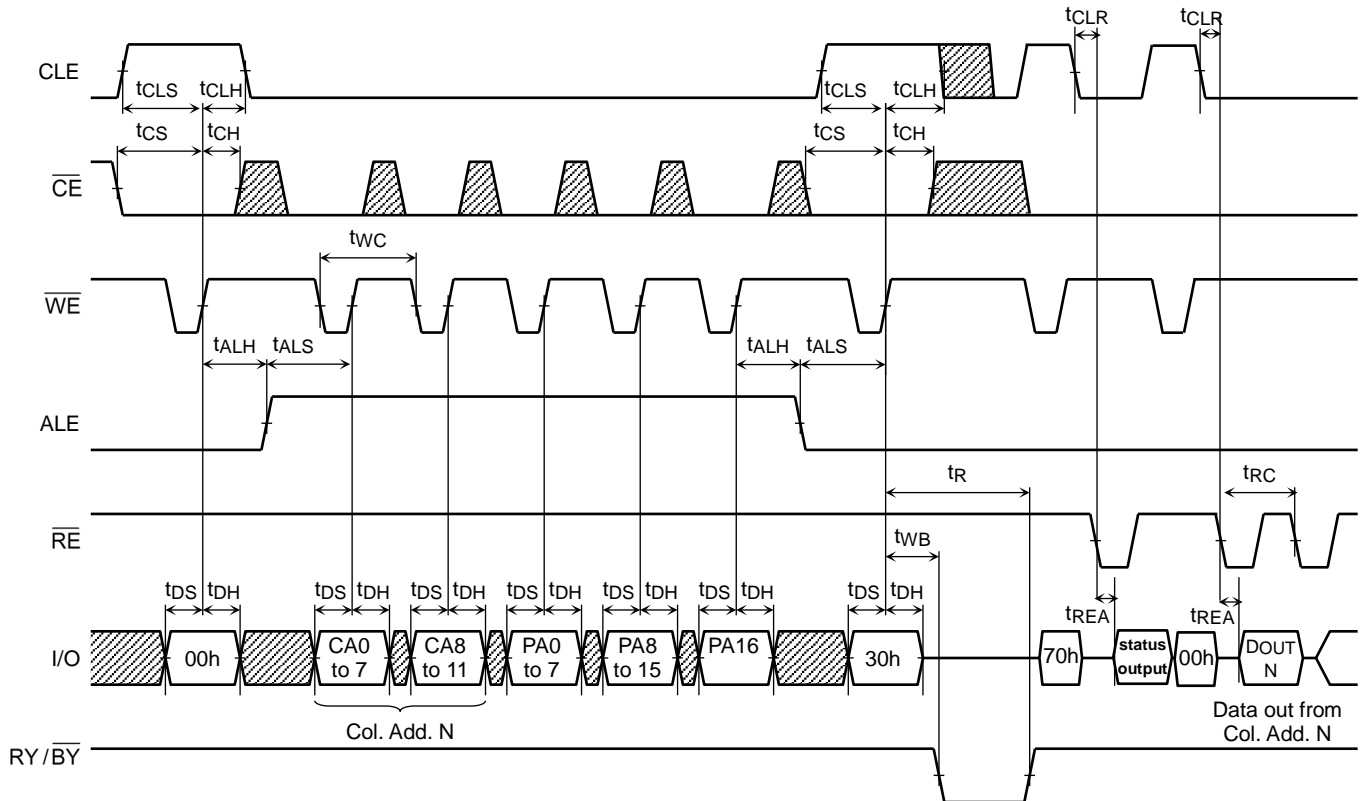 tCLR tCLR
CLE
tCLS tCLH tCLS tCLH
tCS tCH tCS tCH
CE
tWC
WE
tALH tALS tALH tALS
ALE
tR
tRC
RE
tWB
tDS tDH tDS tDH tDS tDH tDS tDH tDS tDH tDS tDH tDS tDH
tREA tREA
I/O
00h
CA0 to 7
CA8 to 11
PA0 to 7
PA8 to 15
PA16
30h
70h
status output
00h
DOUT N
Col. Add. N
Data out from
Col. Add. N
RY/BY